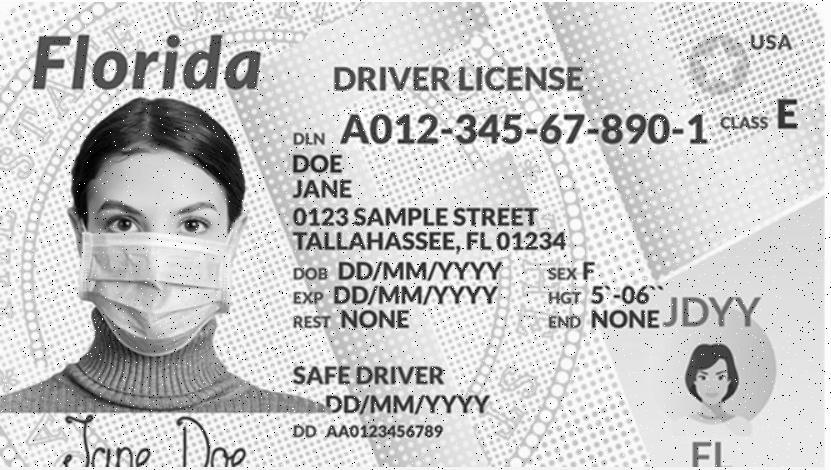 Florida
USA
DRIVER LICENSE
DLN A012-345-67-890-1 CLASS E
DOE
JANE
0123 SAMPLE STREET
TALLAHASSEE, FL 01234
DOB DD/MM/YYYY SEX F
EXP DD/MM/YYYY HGT 5`-06``
REST NONE END NONE JDYY
SAFE DRIVER
DD/MM/YYYY
DD AA0123456789
Jane Doe
FL